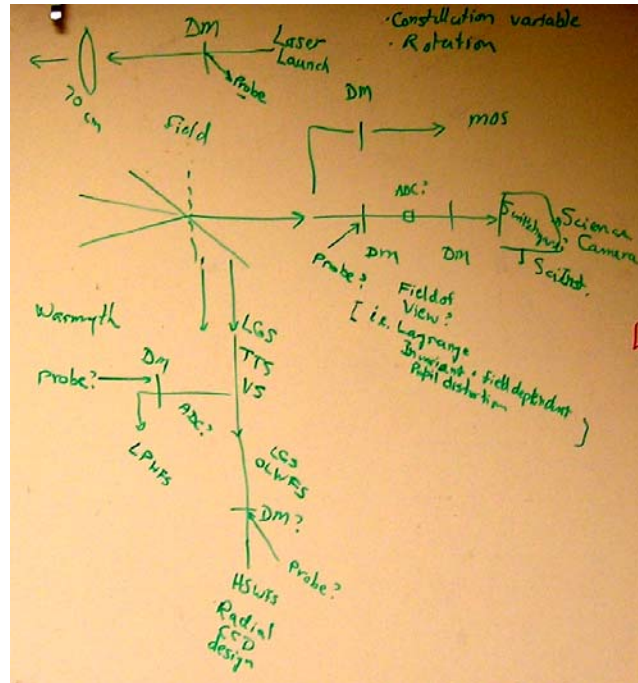 · Constellation variable
· Rotation
DM
Laser
Launch
Probe
70 cm
DM
MOS
Field
ADC?
Science
Camera
Sci Inst.
Probe?
DM
DM
Field of
View?
[ i.e. Lagrange
Invariant + field dependent
Pupil distortion ]
LGS
TTS
VS
DM
Probe?
ADC?
LPWFS
LGS
OLWFS
DM?
Probe?
HSWFS
Radial
CCD
design